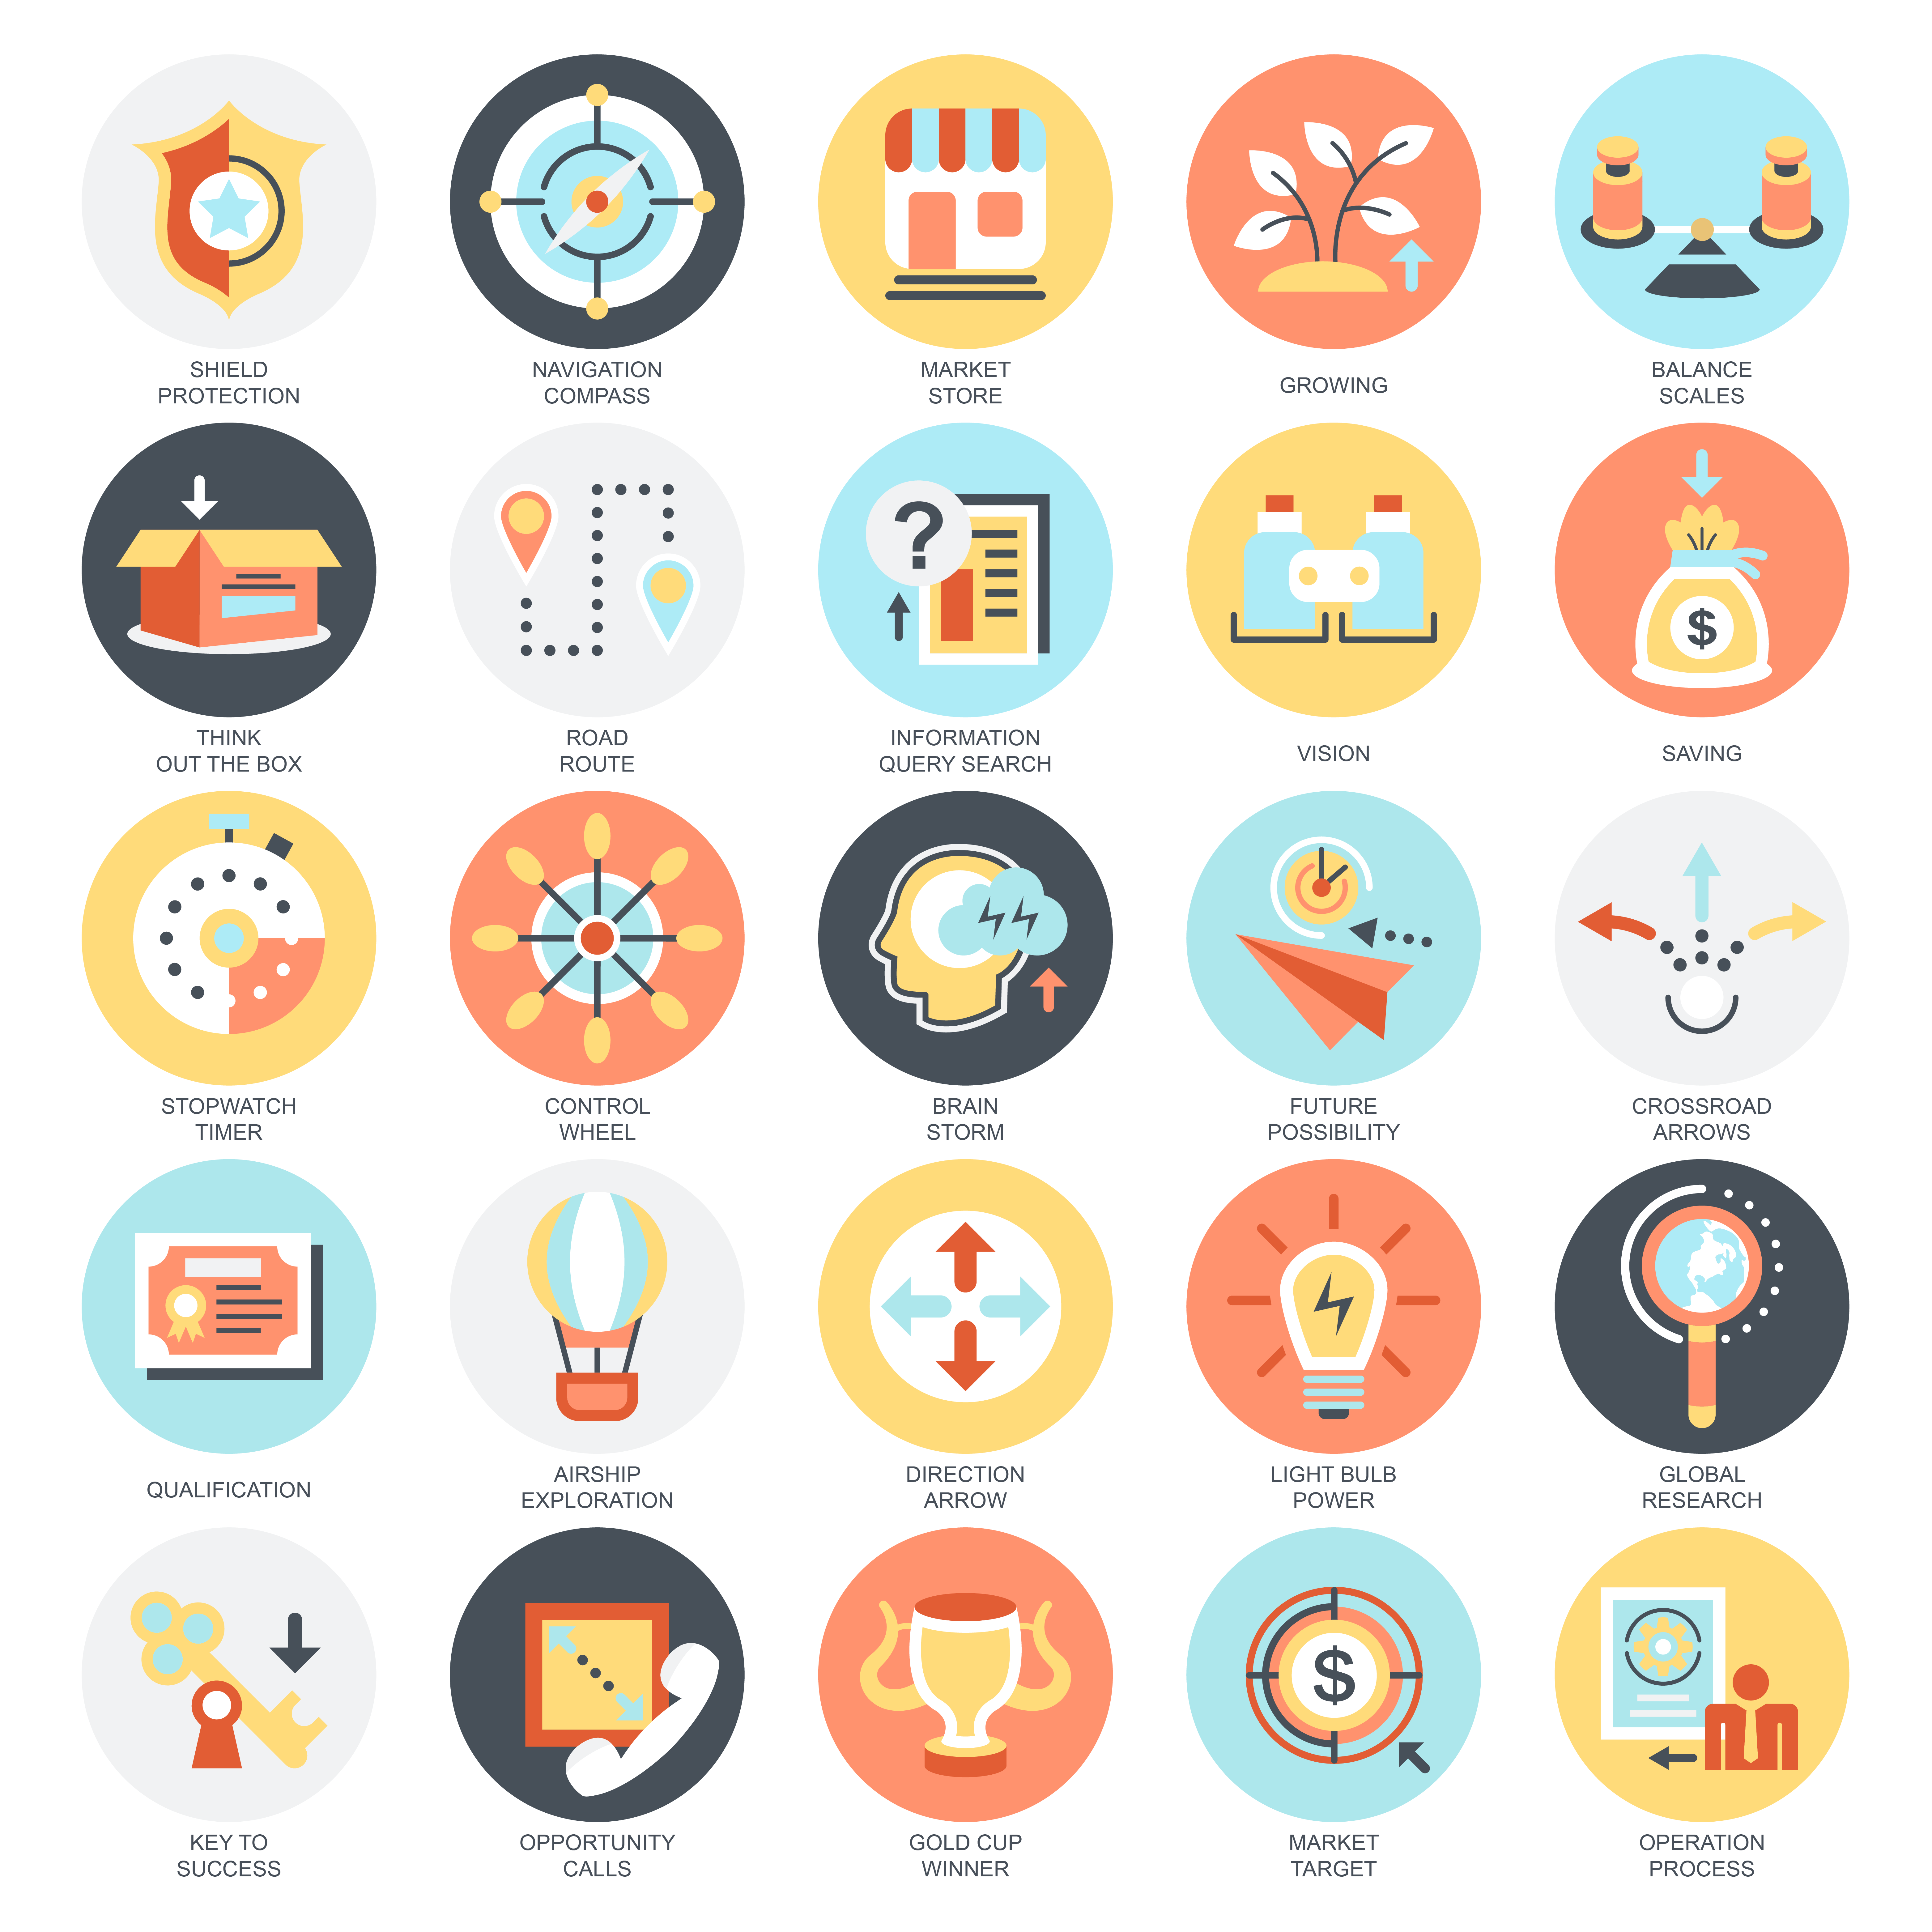 SHIELD
PROTECTION
NAVIGATION
COMPASS
MARKET
STORE
GROWING
BALANCE
SCALES
?
$
THINK
OUT THE BOX
ROAD
ROUTE
INFORMATION
QUERY SEARCH
VISION
SAVING
STOPWATCH
TIMER
CONTROL
WHEEL
BRAIN
STORM
FUTURE
POSSIBILITY
CROSSROAD
ARROWS
QUALIFICATION
AIRSHIP
EXPLORATION
DIRECTION
ARROW
LIGHT BULB
POWER
GLOBAL
RESEARCH
$
KEY TO
SUCCESS
OPPORTUNITY
CALLS
GOLD CUP
WINNER
MARKET
TARGET
OPERATION
PROCESS